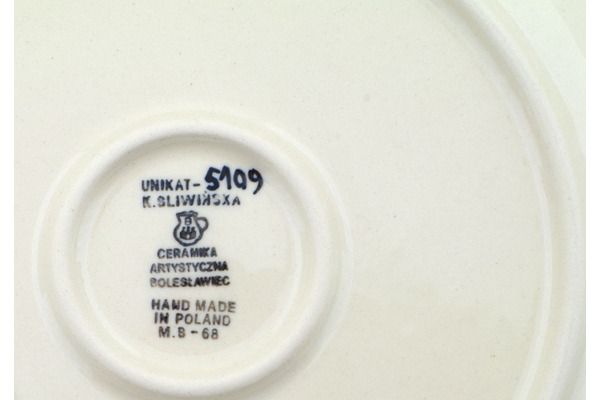 UNIKAT-5109
K.SLIWIŃSKA
CERAMIKA
ARTYSTYCZNA
BOLESŁAWIEC
HAND MADE
IN POLAND
M.B-68